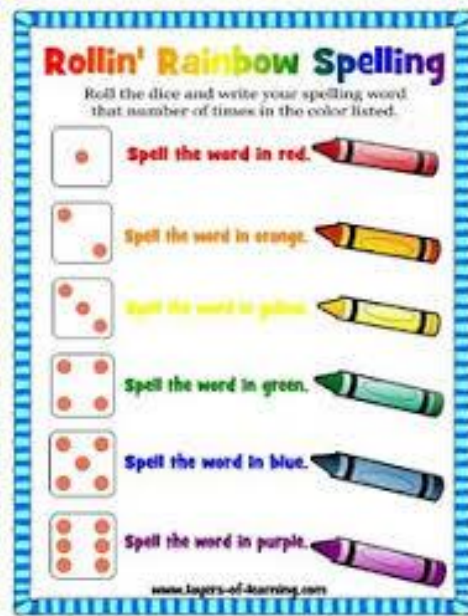 Rollin' Rainbow Spelling
Roll the dice and write your spelling word
that number of times in the color listed.
Spell the word in red.
Spell the word in orange.
Spell the word in yellow.
Spell the word in green.
Spell the word in blue.
Spell the word in purple.
www.layers-of-learning.com